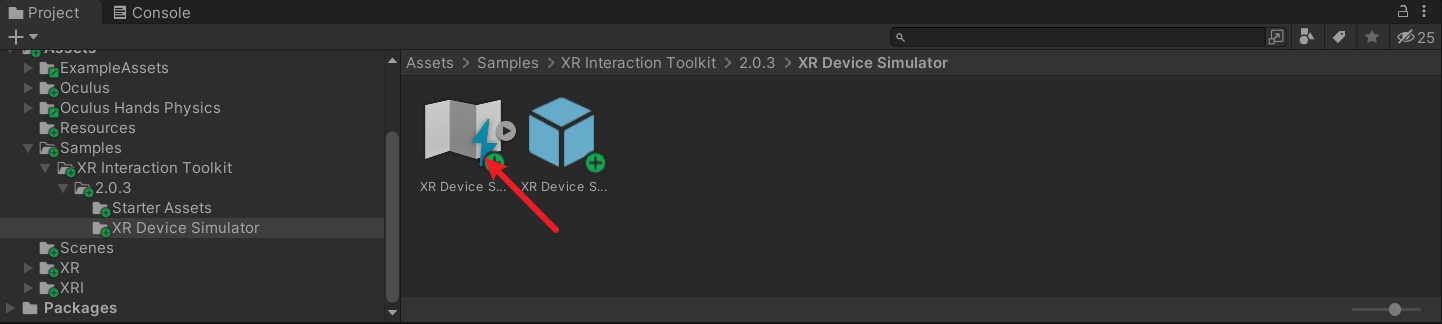 Project
Console
25
Assets
ExampleAssets
Oculus
Oculus Hands Physics
Resources
Samples
XR Interaction Toolkit
2.0.3
Starter Assets
XR Device Simulator
Scenes
XR
XRI
Packages
Assets > Samples > XR Interaction Toolkit > 2.0.3 > XR Device Simulator
XR Device S...
XR Device S...